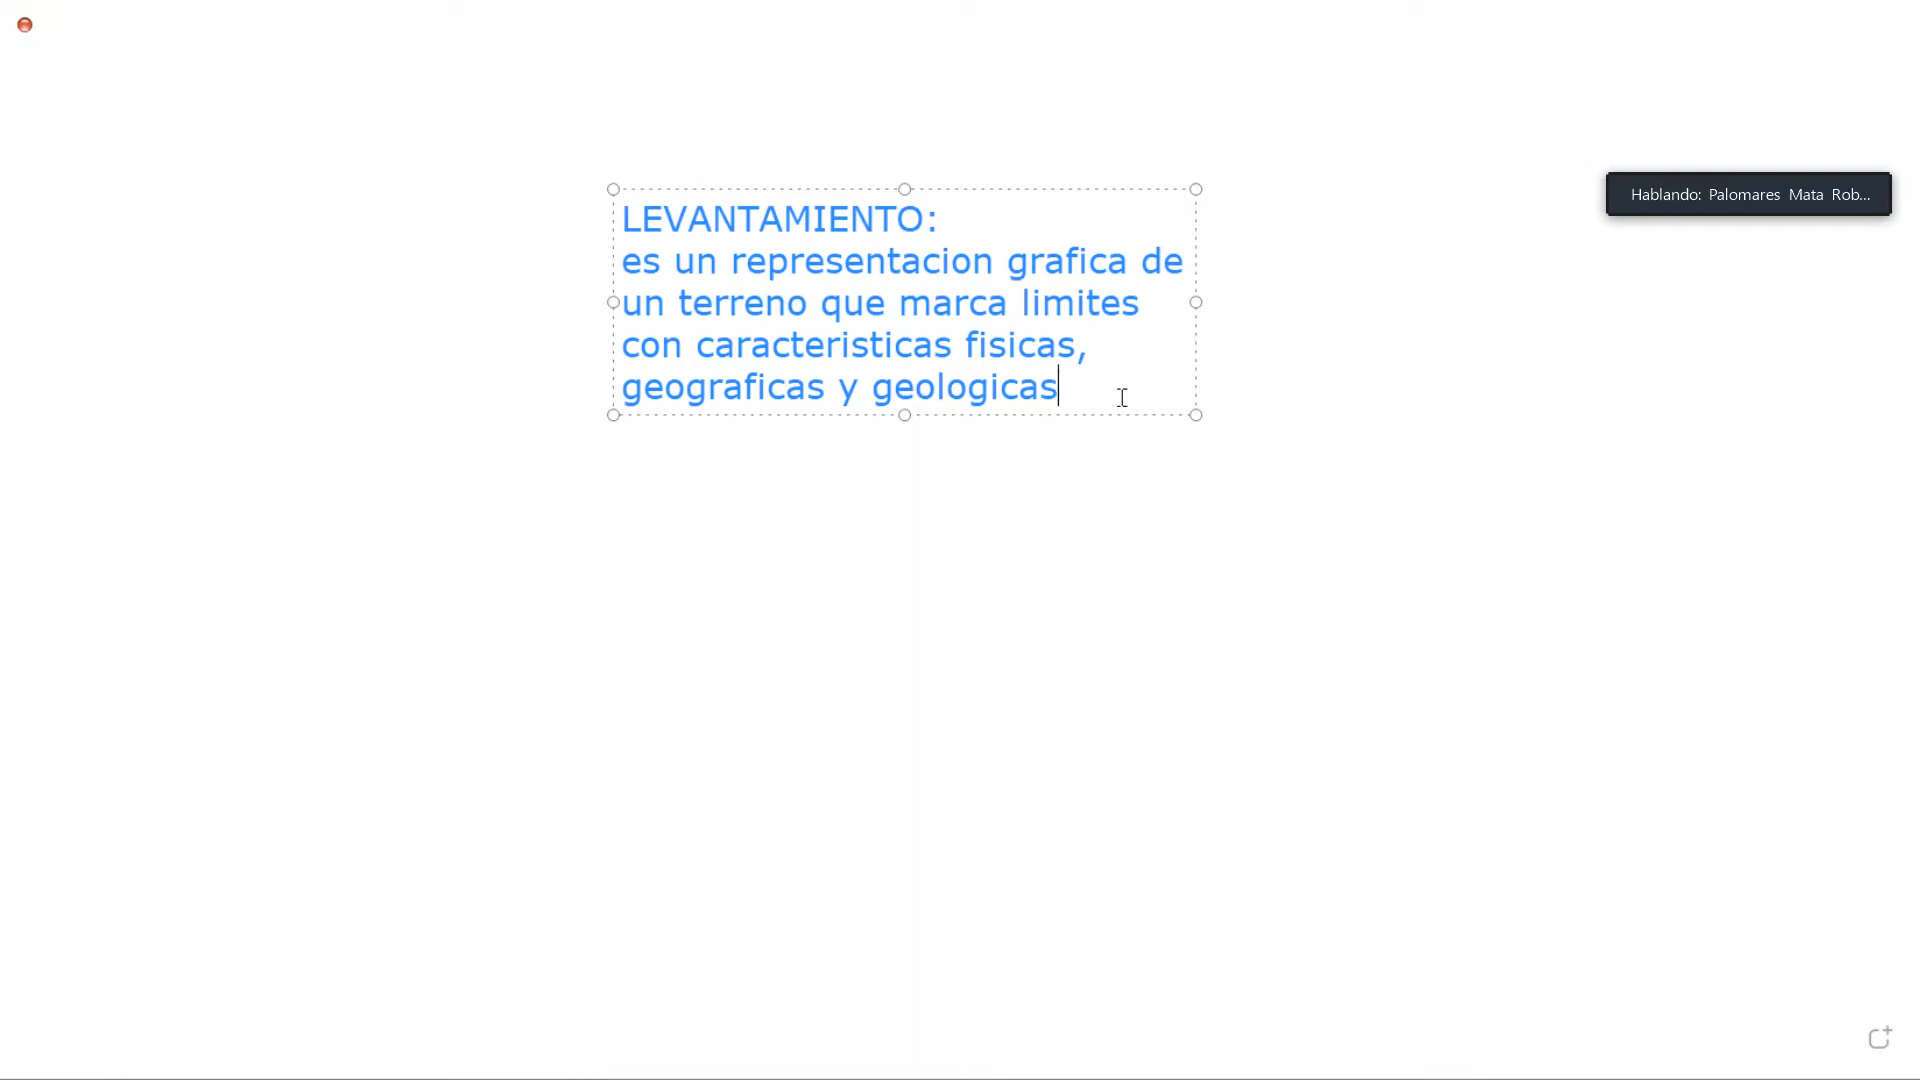 LEVANTAMIENTO:
es un representacion grafica de
un terreno que marca limites
con caracteristicas fisicas,
geograficas y geologicas
Hablando: Palomares Mata Rob...